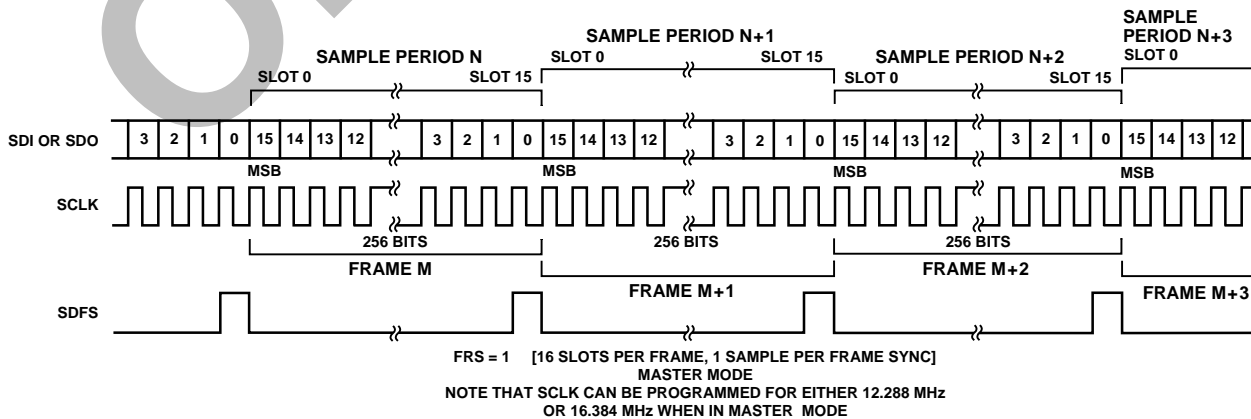 SAMPLE PERIOD N
SAMPLE PERIOD N+1
SAMPLE PERIOD N+2
SAMPLE
PERIOD N+3
SLOT 0 SLOT 15 SLOT 0 SLOT 15 SLOT 0 SLOT 15 SLOT 0
SDI OR SDO 3 2 1 0 15 14 13 12 3 2 1 0 15 14 13 12 3 2 1 0 15 14 13 12 3 2 1 0 15 14 13 12
MSB MSB MSB MSB
SCLK
256 BITS 256 BITS 256 BITS
FRAME M FRAME M+1 FRAME M+2 FRAME M+3
SDFS
FRS = 1 [16 SLOTS PER FRAME, 1 SAMPLE PER FRAME SYNC]
MASTER MODE
NOTE THAT SCLK CAN BE PROGRAMMED FOR EITHER 12.288 MHz
OR 16.384 MHz WHEN IN MASTER MODE